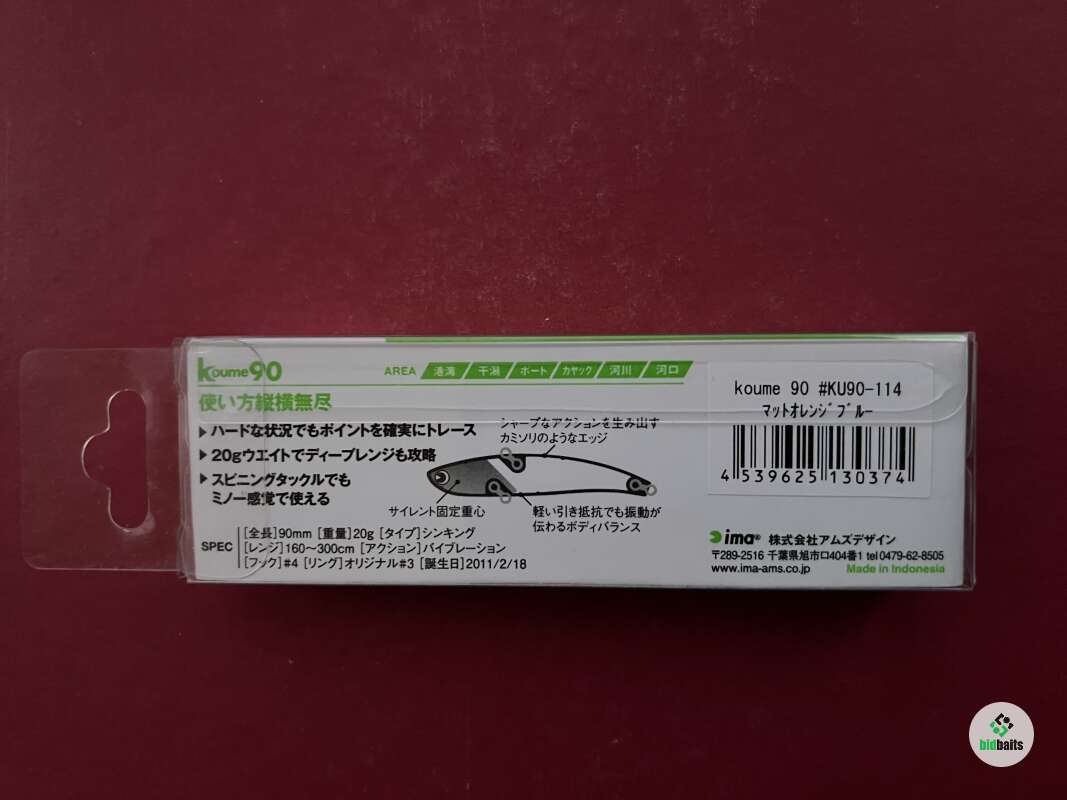 koume90
AREA 港湾 干潟 ボート カヤック 河川 河口
使い方縦横無尽
ハードな状況でもポイントを確実にトレース
20gウエイトでディープレンジも攻略
スピニングタックルでも
ミノー感覚で使える
シャープなアクションを生み出す
カミソリのようなエッジ
サイレント固定重心
軽い引き抵抗でも振動が
伝わるボディバランス
SPEC
[全長]90mm [重量]20g [タイプ]シンキング
[レンジ]160～300cm [アクション]バイブレーション
[フック]#4 [リング]オリジナル#3 [誕生日]2011/2/18
koume 90 #KU90-114
ﾏｯﾄｵﾚﾝｼﾞﾌﾞﾙｰ
4 539625 130374
ima® 株式会社アムズデザイン
〒289-2516 千葉県旭市ロ404番1 tel0479-62-8505
www.ima-ams.co.jp Made in Indonesia
bidbaits